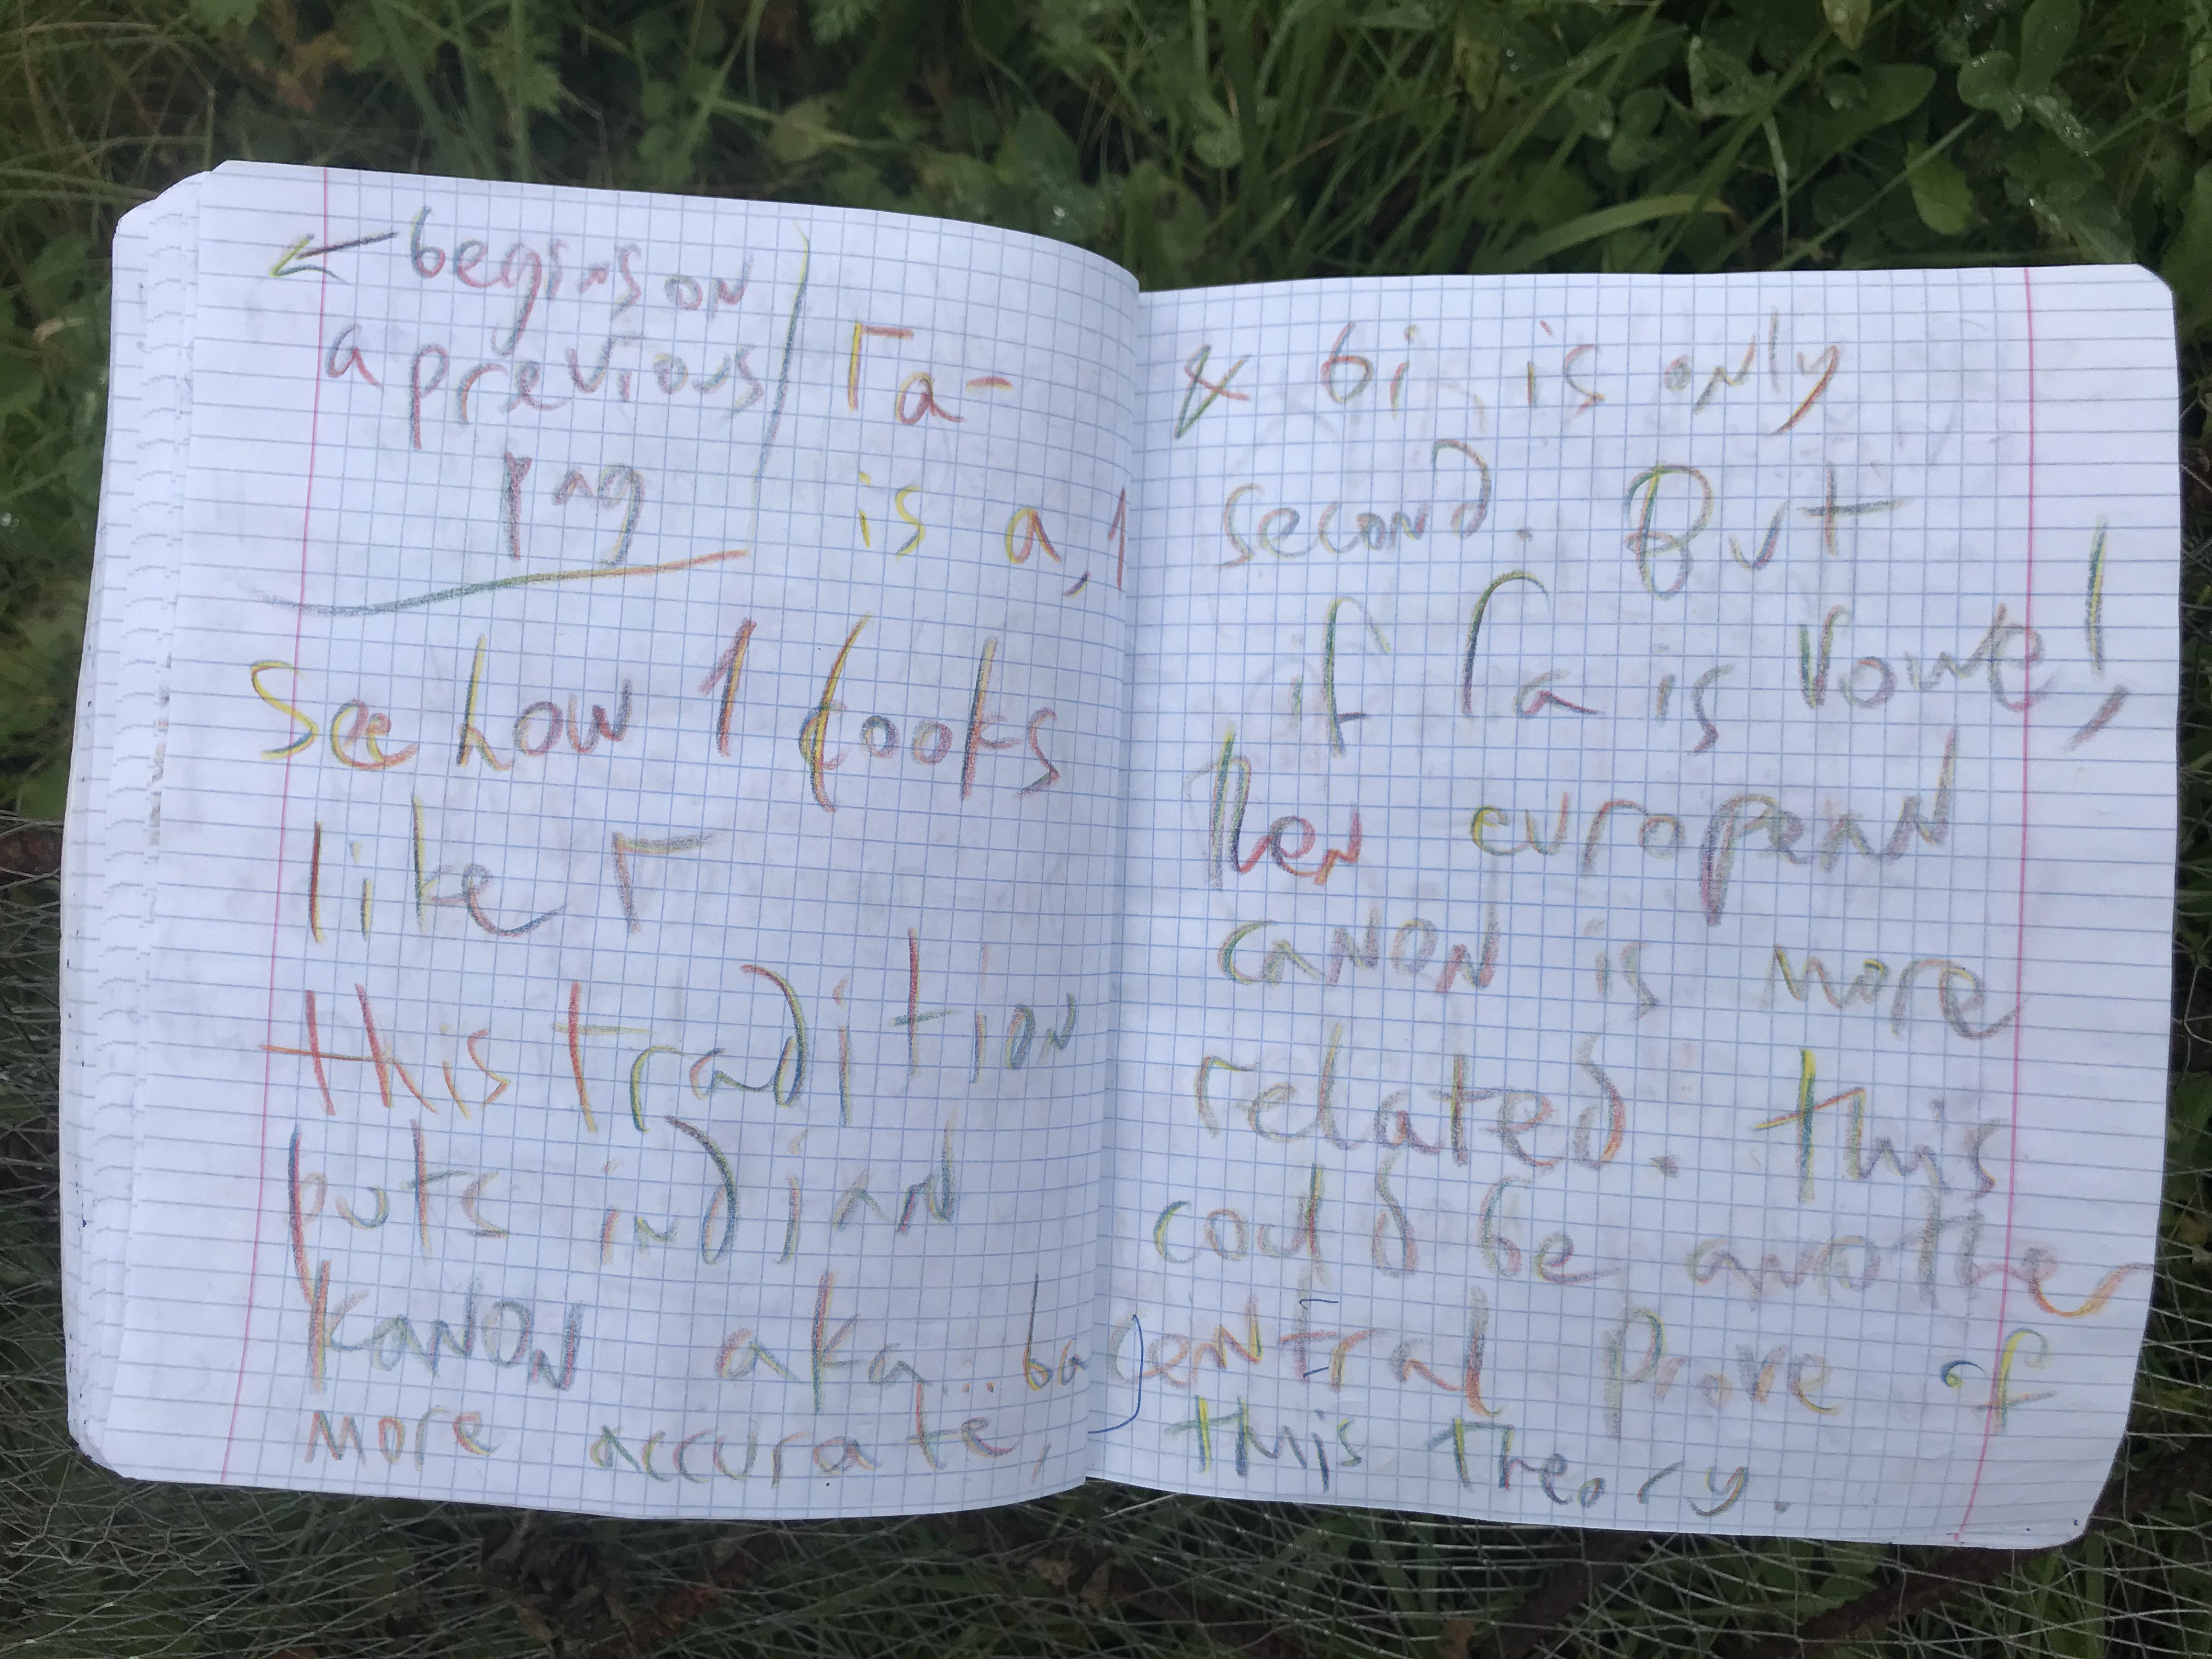 ← begins on
a previous
pag
Га-
is a, 1
see how 1 looks
like Г
this tradition
puts indian
kanon aka... ba
more accurate,
& bi is only
second. But
if Га is vowel,
then european
canon is more
related. this
could be another
central prove of
this theory.